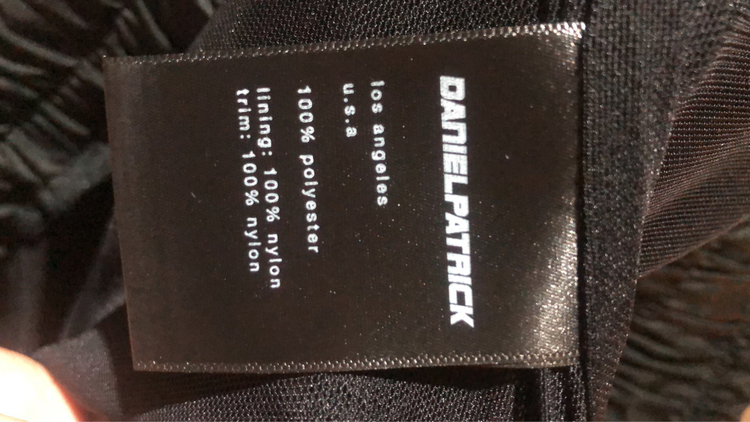 DANIELPATRICK
los angeles
u.s.a
100% polyester
lining: 100% nylon
trim: 100% nylon